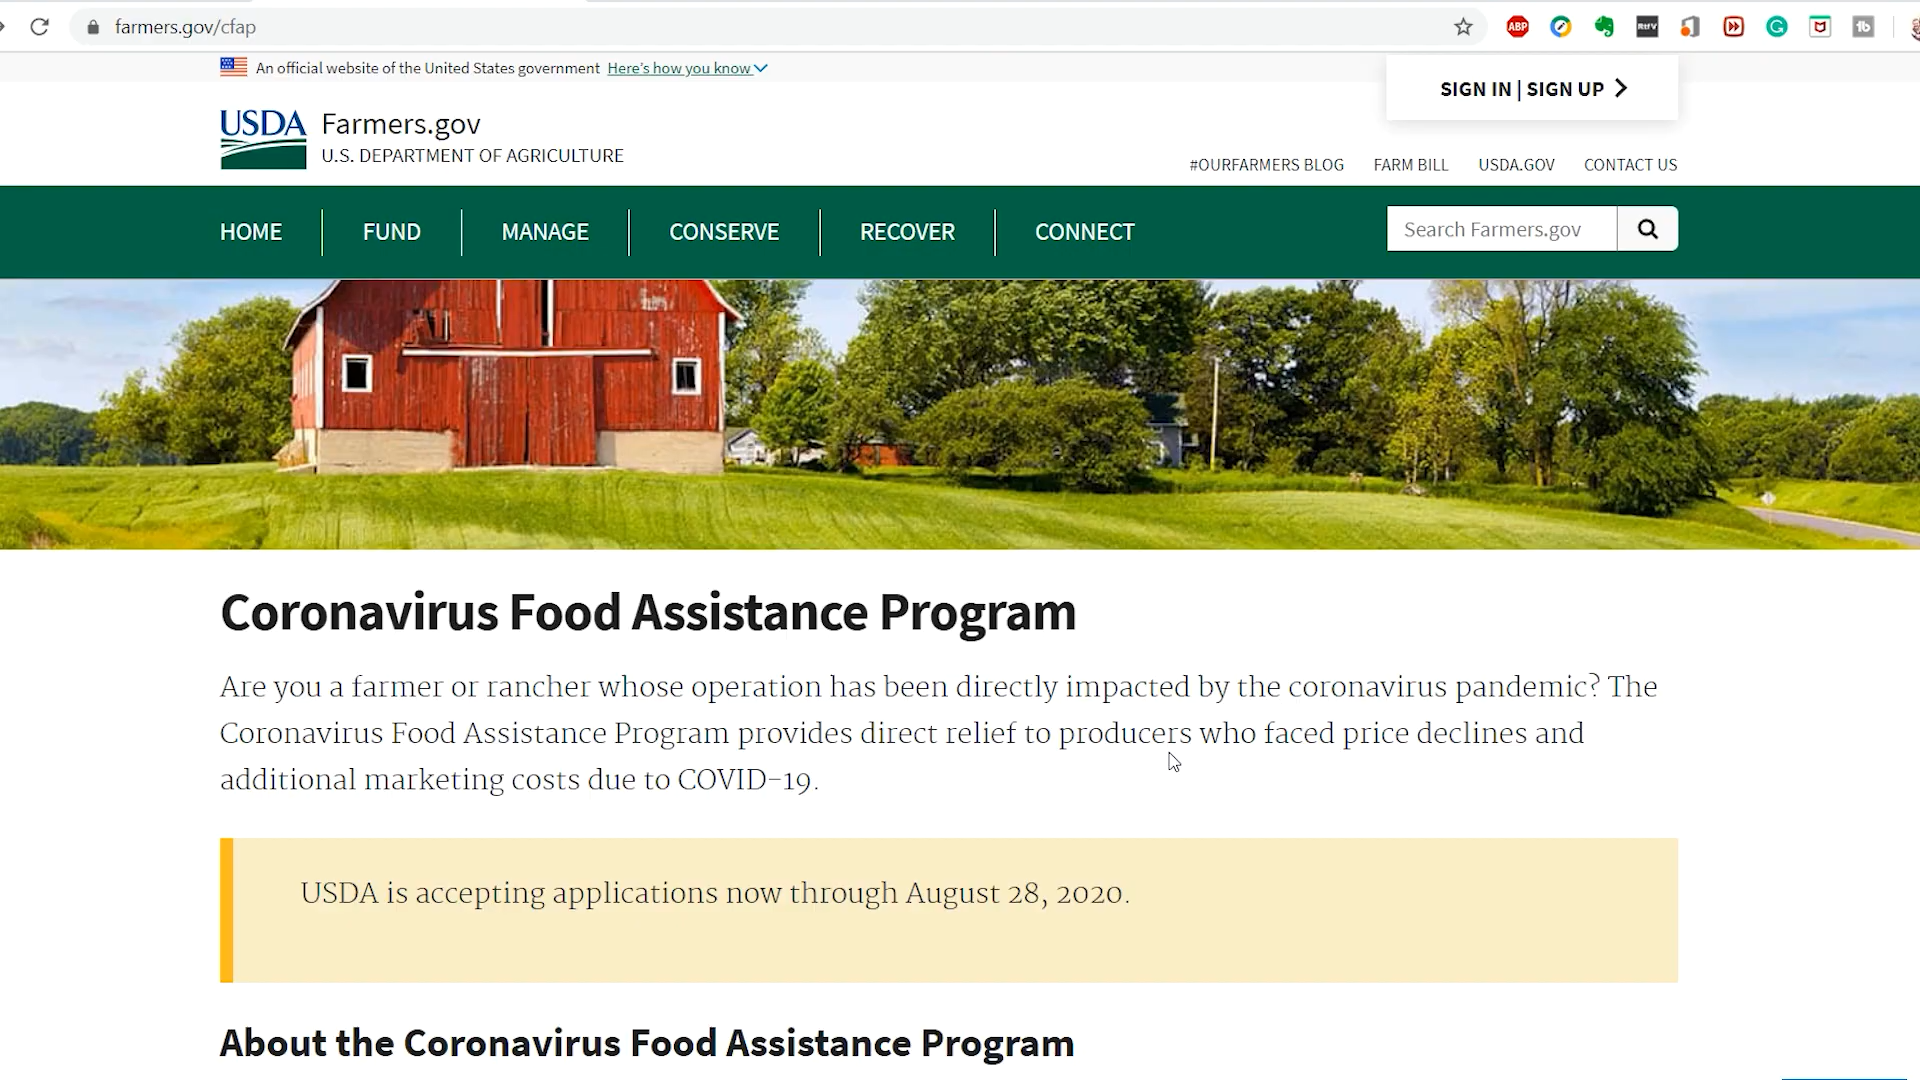 farmers.gov/cfap
ABP
RtfV
tb
An official website of the United States government Here's how you know
SIGN IN | SIGN UP
USDA Farmers.gov
U.S. DEPARTMENT OF AGRICULTURE
#OURFARMERS BLOG FARM BILL USDA.GOV CONTACT US
HOME FUND MANAGE CONSERVE RECOVER CONNECT Search Farmers.gov
Coronavirus Food Assistance Program
Are you a farmer or rancher whose operation has been directly impacted by the coronavirus pandemic? The
Coronavirus Food Assistance Program provides direct relief to producers who faced price declines and
additional marketing costs due to COVID-19.
USDA is accepting applications now through August 28, 2020.
About the Coronavirus Food Assistance Program